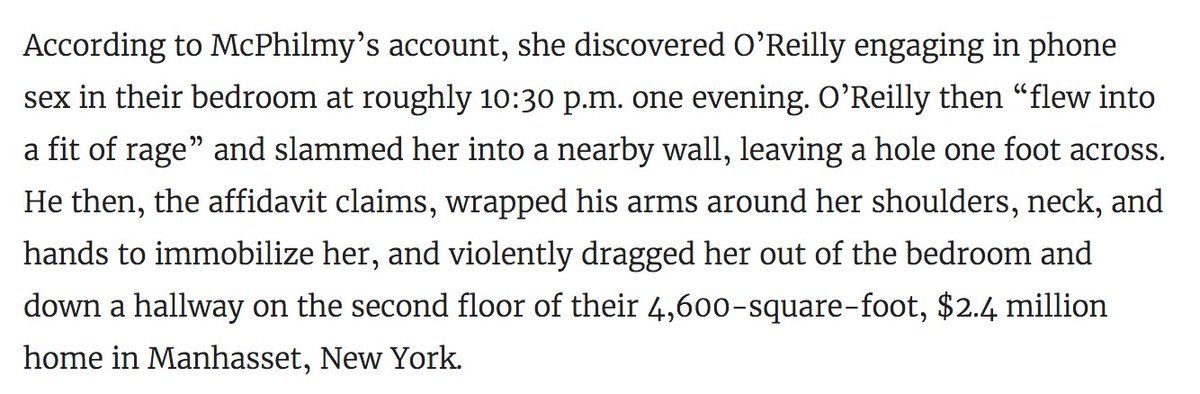 According to McPhilmy’s account, she discovered O’Reilly engaging in phone
sex in their bedroom at roughly 10:30 p.m. one evening. O’Reilly then “flew into
a fit of rage” and slammed her into a nearby wall, leaving a hole one foot across.
He then, the affidavit claims, wrapped his arms around her shoulders, neck, and
hands to immobilize her, and violently dragged her out of the bedroom and
down a hallway on the second floor of their 4,600-square-foot, $2.4 million
home in Manhasset, New York.